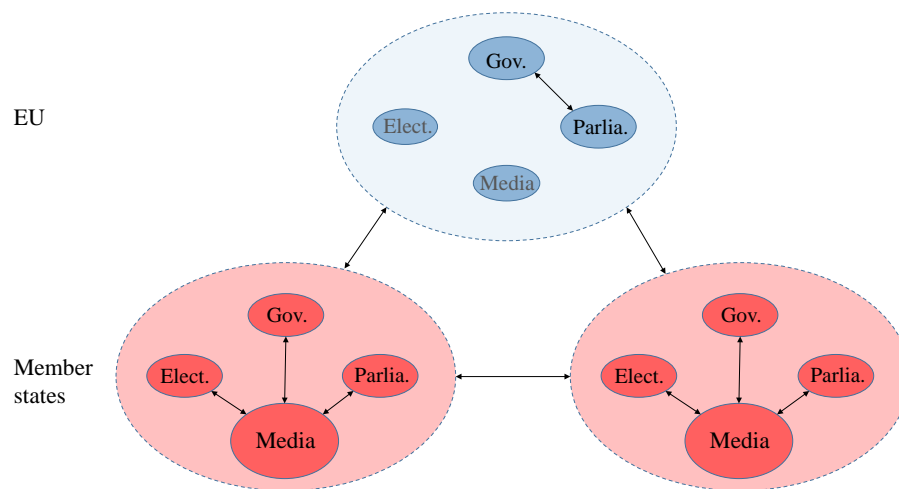 Gov.
EU
Elect.
Parlia.
Media
Gov.
Gov.
Member
states
Elect.
Parlia.
Elect.
Parlia.
Media
Media